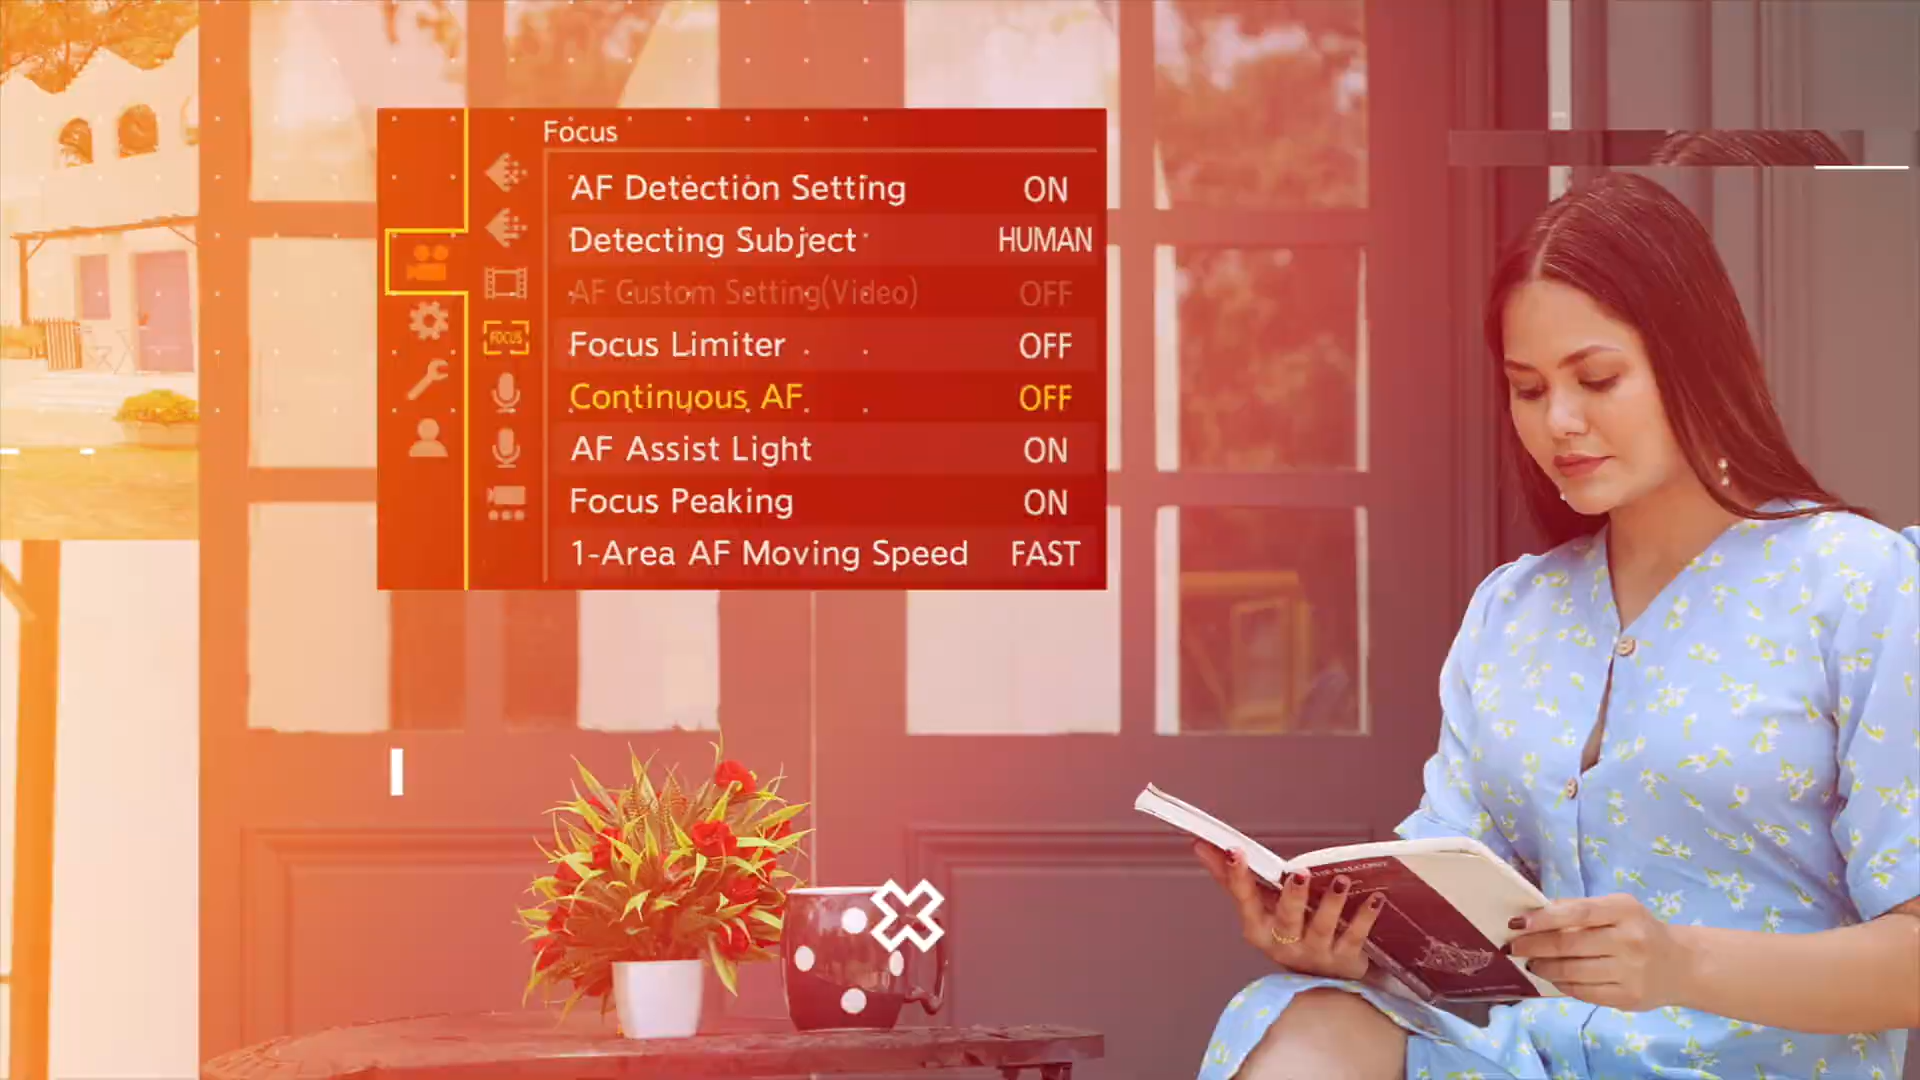 Focus
AF Detection Setting ON
Detecting Subject HUMAN
AF Custom Setting(Video) OFF
Focus Limiter OFF
FOCUS
Continuous AF OFF
AF Assist Light ON
Focus Peaking ON
1-Area AF Moving Speed FAST